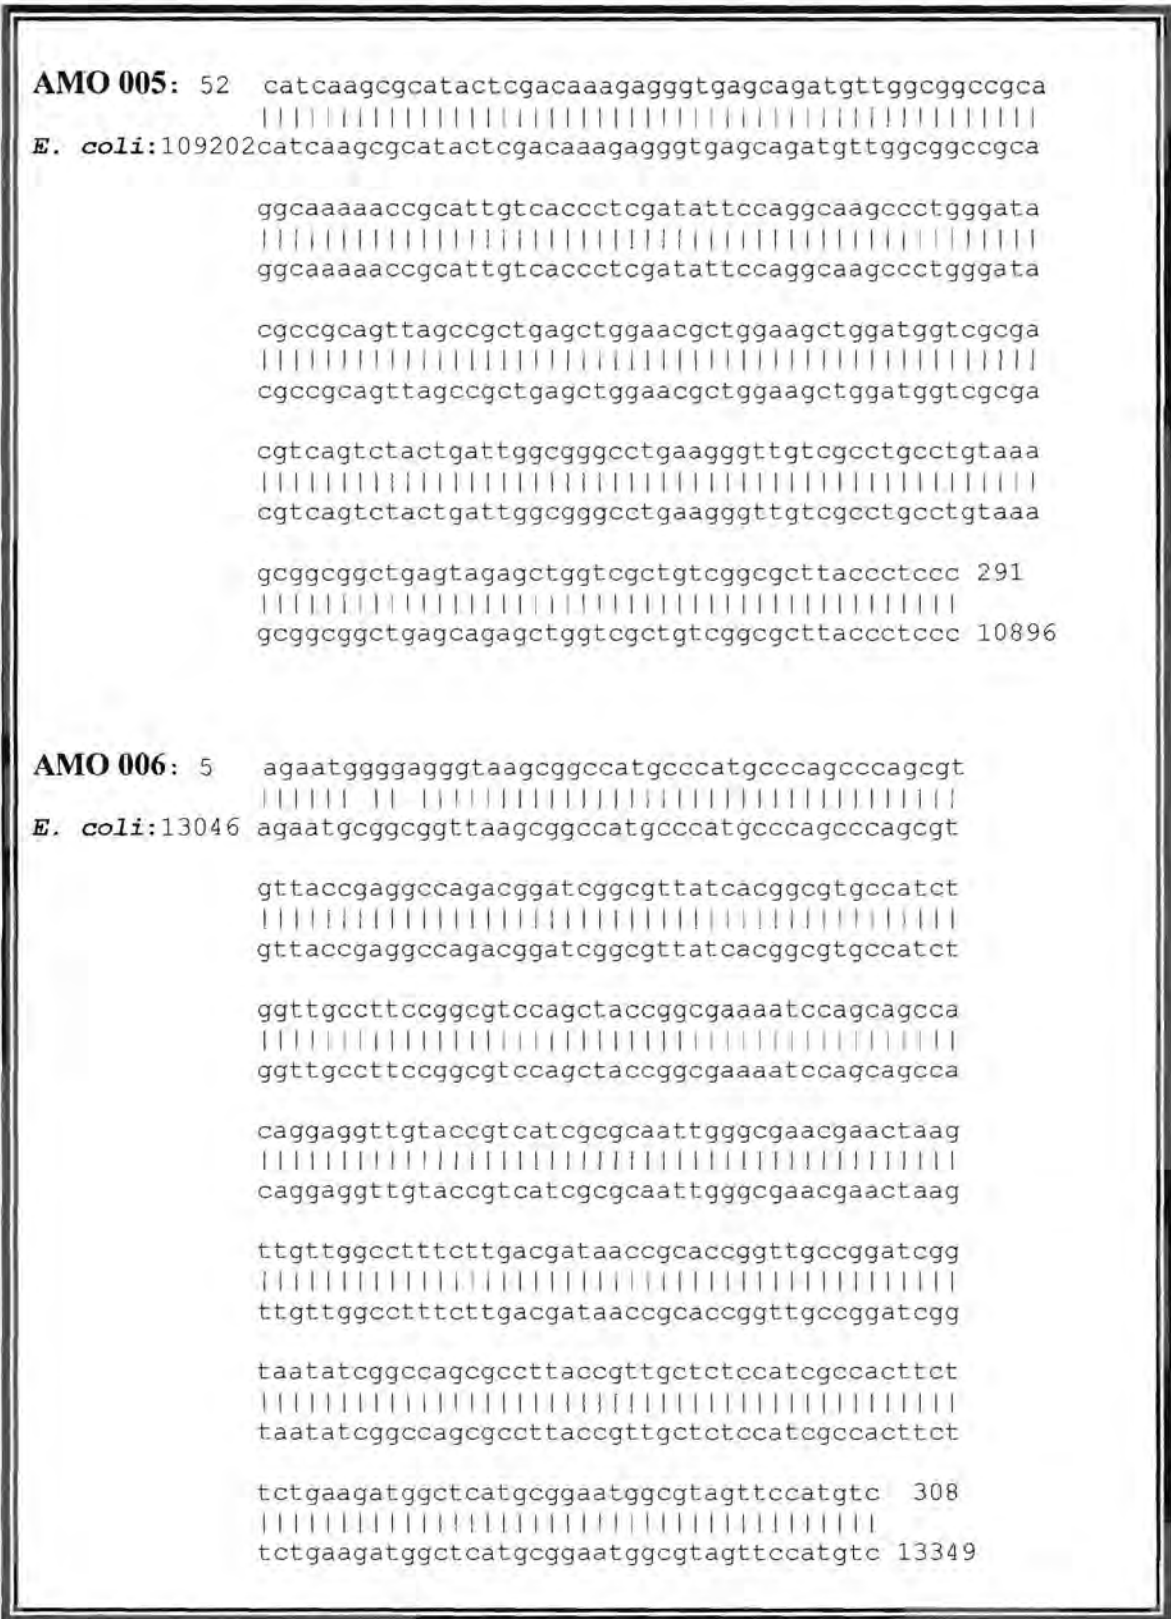 AMO 005: 52 catcaagcgcatactcgacaaagagggtgagcagatgttggcggccgca
||||||||||||||||||||||||||||||||||||||||||||||||
E. coli:109202catcaagcgcatactcgacaaagagggtgagcagatgttggcggccgca
ggcaaaaaccgcattgtcaccctcgatattccaggcaagccctgggata
||||||||||||||||||||||||||||||||||||||||||||||||
ggcaaaaaccgcattgtcaccctcgatattccaggcaagccctgggata
cgccgcagttagccgctgagctggaacgctggaagctggatggtcgcga
||||||||||||||||||||||||||||||||||||||||||||||||
cgccgcagttagccgctgagctggaacgctggaagctggatggtcgcga
cgtcagtctactgattggcgggcctgaagggttgtcgcctgcctgtaaa
||||||||||||||||||||||||||||||||||||||||||||||||
cgtcagtctactgattggcgggcctgaagggttgtcgcctgcctgtaaa
gcggcggctgagtagagctggtcgctgtcggcgcttaccctccc 291
||||||||||||||||||||||||||||||||||||||||||||
gcggcggctgagcagagctggtcgctgtcggcgcttaccctccc 10896
AMO 006: 5 agaatggggagggtaagcggccatgcccatgcccagcccagcgt
|||||| || ||||||||||||||||||||||||||||||||||
E. coli:13046 agaatgcggcggttaagcggccatgcccatgcccagcccagcgt
gttaccgaggccagacggatcggcgttatcacggcgtgccatct
||||||||||||||||||||||||||||||||||||||||||||
gttaccgaggccagacggatcggcgttatcacggcgtgccatct
ggttgccttccggcgtccagctaccggcgaaaatccagcagcca
||||||||||||||||||||||||||||||||||||||||||||
ggttgccttccggcgtccagctaccggcgaaaatccagcagcca
caggaggttgtaccgtcatcgcgcaattgggcgaacgaactaag
||||||||||||||||||||||||||||||||||||||||||||
caggaggttgtaccgtcatcgcgcaattgggcgaacgaactaag
ttgttggcctttcttgacgataaccgcaccggttgccggatcgg
||||||||||||||||||||||||||||||||||||||||||||
ttgttggcctttcttgacgataaccgcaccggttgccggatcgg
taatatcggccagcgccttaccgttgctctccatcgccacttct
||||||||||||||||||||||||||||||||||||||||||||
taatatcggccagcgccttaccgttgctctccatcgccacttct
tctgaagatggctcatgcggaatggcgtagttccatgtc 308
|||||||||||||||||||||||||||||||||||||||
tctgaagatggctcatgcggaatggcgtagttccatgtc 13349